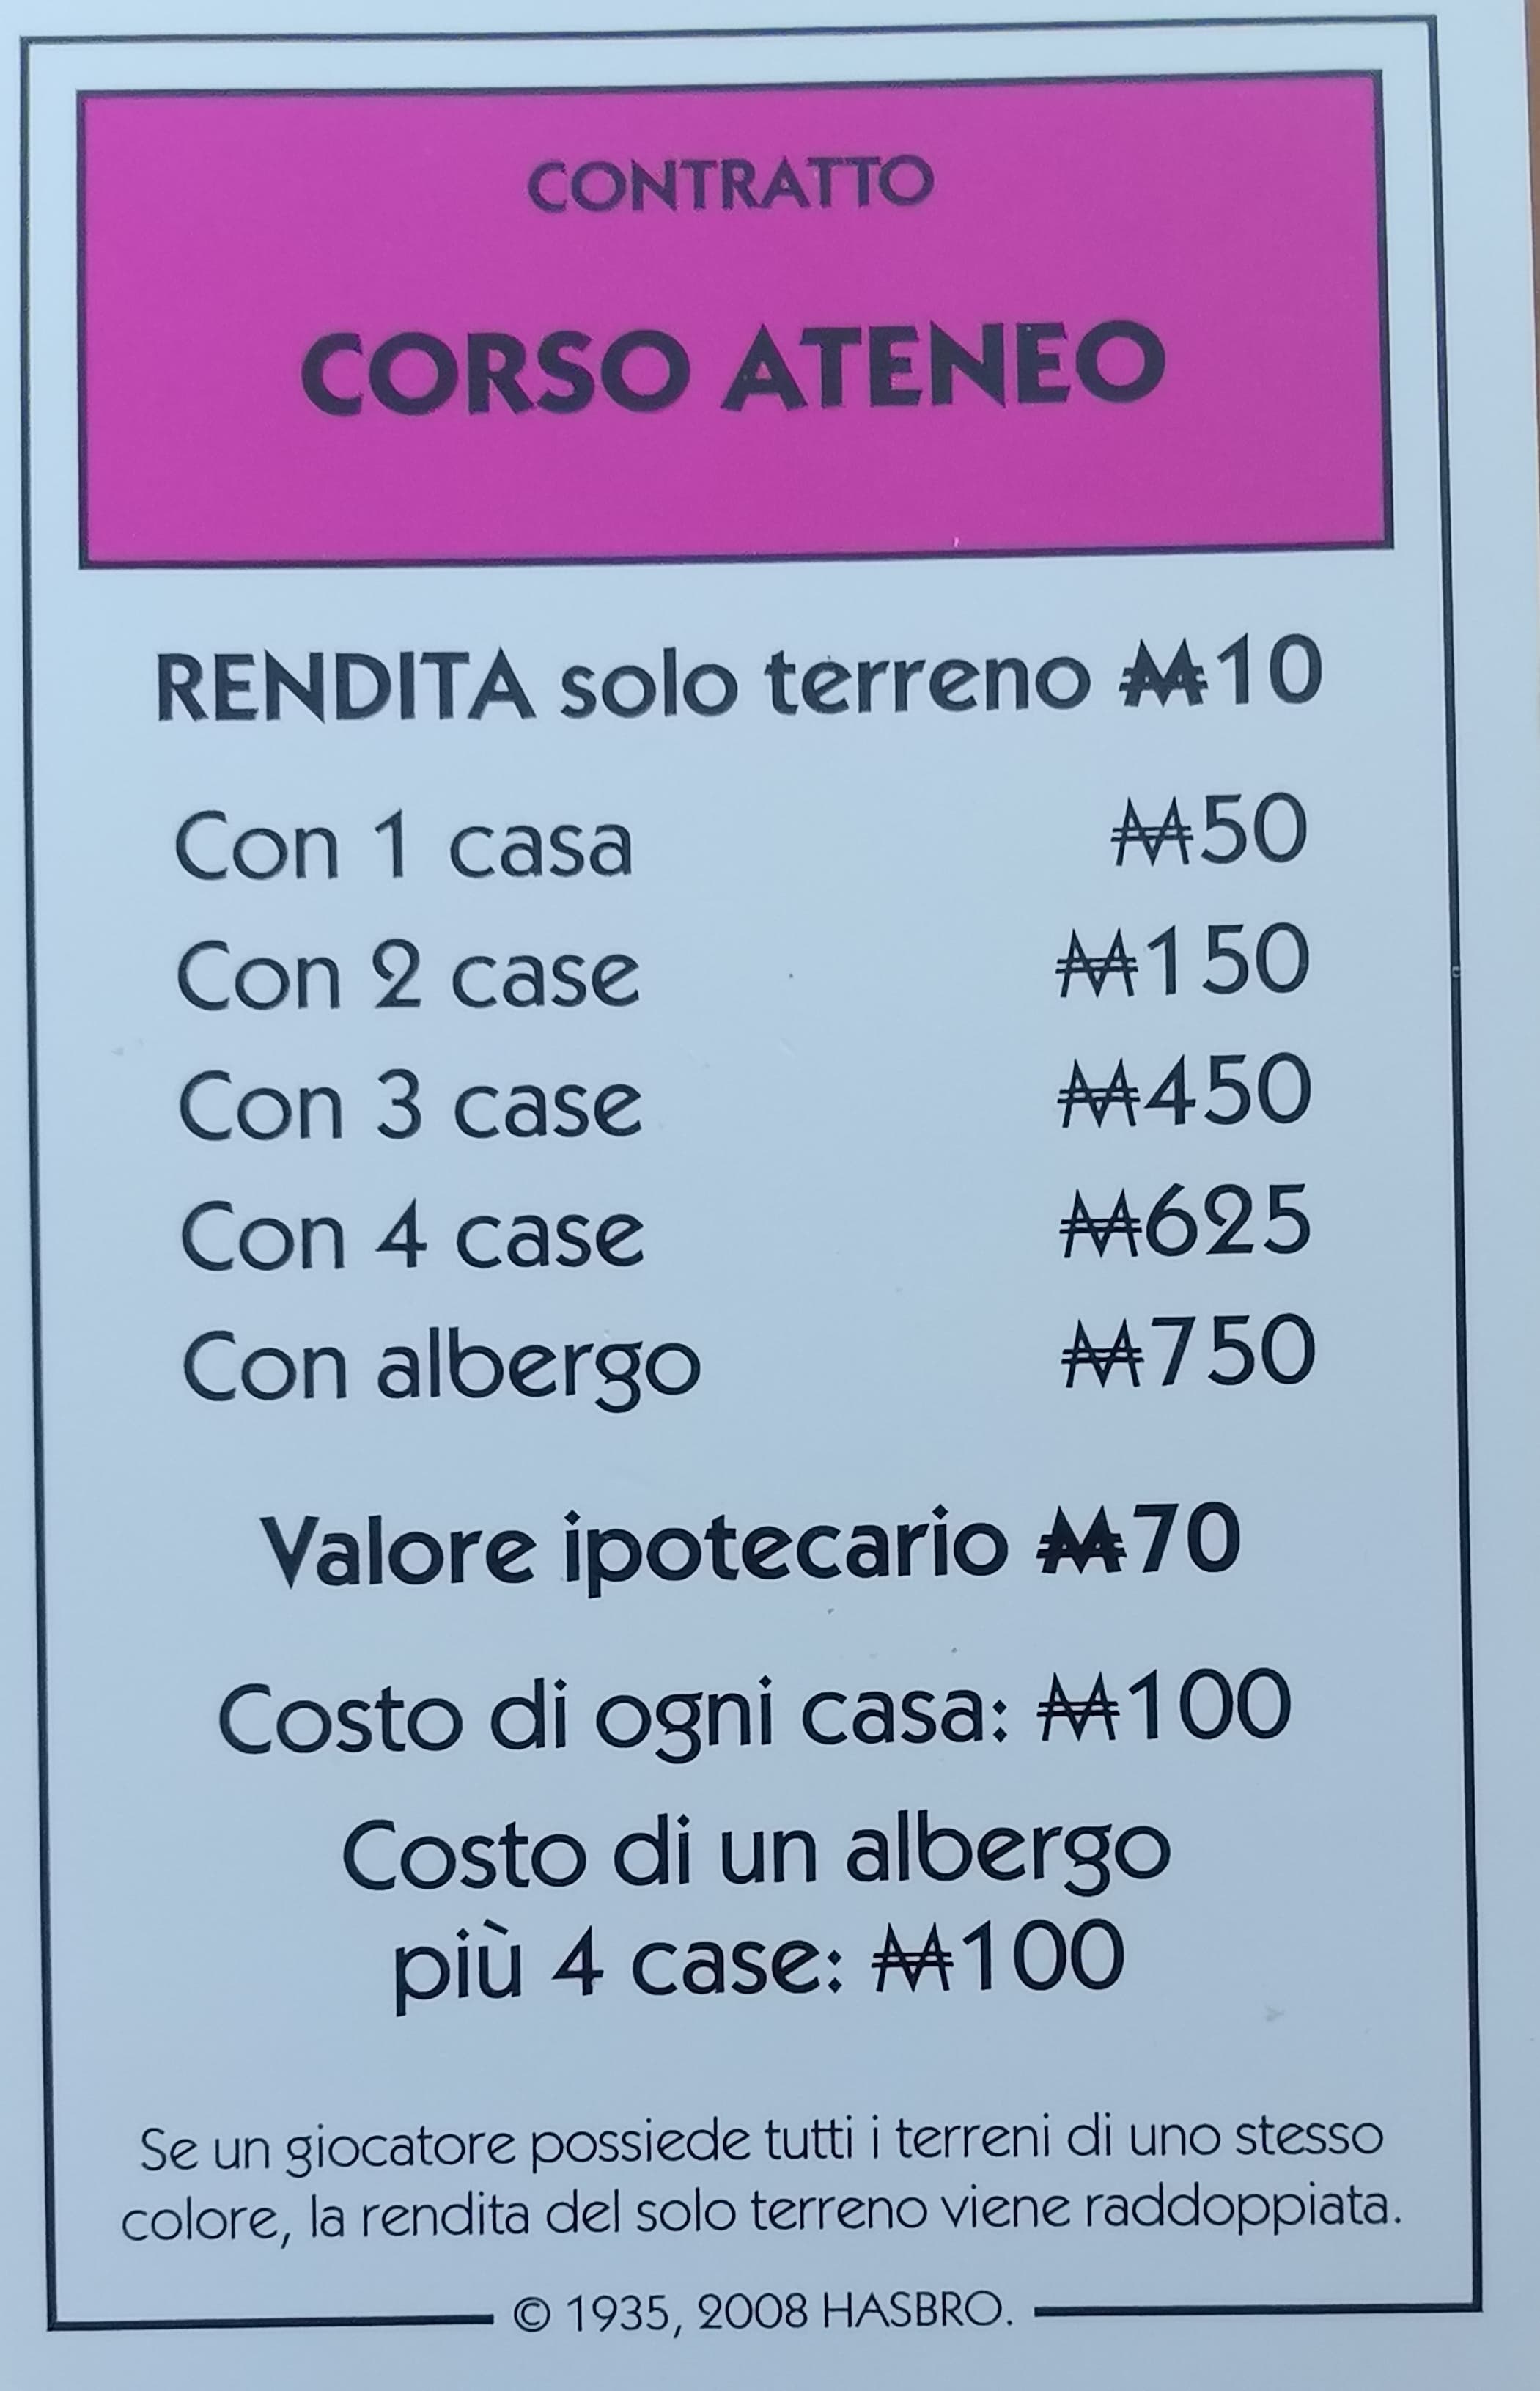 CONTRATTO
CORSO ATENEO
RENDITA solo terreno ₩10
Con 1 casa ₩50
Con 2 case ₩150
Con 3 case ₩450
Con 4 case ₩625
Con albergo ₩750
Valore ipotecario ₩70
Costo di ogni casa: ₩100
Costo di un albergo
più 4 case: ₩100
Se un giocatore possiede tutti i terreni di uno stesso
colore, la rendita del solo terreno viene raddoppiata.
© 1935, 2008 HASBRO.